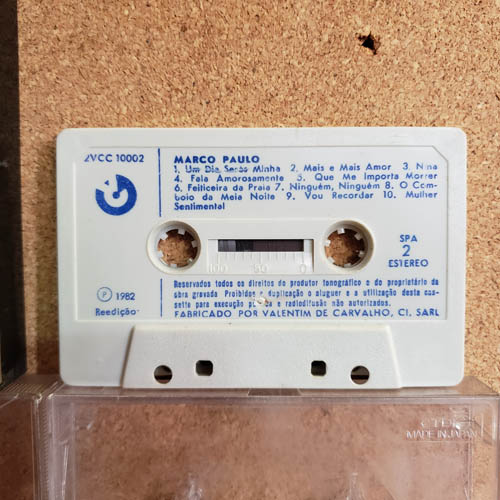 2VCC 10002
MARCO PAULO
1. Um Dia Serás Minha 2. Mais e Mais Amor 3. Nina
4. Fala Amorosamente 5. Que Me Importa Morrer
6. Feiticeira da Praia 7. Ninguém, Ninguém 8. O Com-
boio da Meia Noite 9. Vou Recordar 10. Mulher
Sentimental
SPA
2
ESTEREO
100 50 0
Ⓟ 1982
Reedição
Reservados todos os direitos do produtor fonográfico e do proprietário da
obra gravada Proibidos a duplicação o aluguer e a utilização desta cas-
sette para execução pública e radiodifusão não autorizados.
FABRICADO POR VALENTIM DE CARVALHO, CI, SARL
MADE IN JAPAN